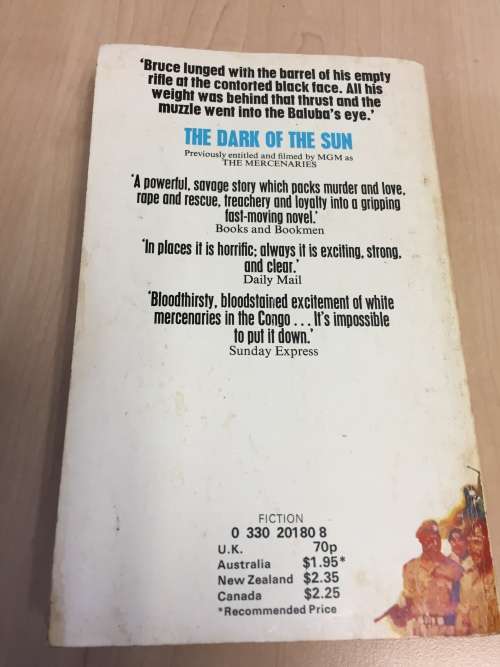 'Bruce lunged with the barrel of his empty
rifle at the contorted black face. All his
weight was behind that thrust and the
muzzle went into the Baluba's eye.'
THE DARK OF THE SUN
Previously entitled and filmed by MGM as
THE MERCENARIES
'A powerful, savage story which packs murder and love,
rape and rescue, treachery and loyalty into a gripping
fast-moving novel.'
Books and Bookmen
'In places it is horrific; always it is exciting, strong,
and clear.'
Daily Mail
'Bloodthirsty, bloodstained excitement of white
mercenaries in the Congo . . . It's impossible
to put it down.'
Sunday Express
FICTION
0 330 20180 8
U.K. 70p
Australia $1.95*
New Zealand $2.35
Canada $2.25
*Recommended Price